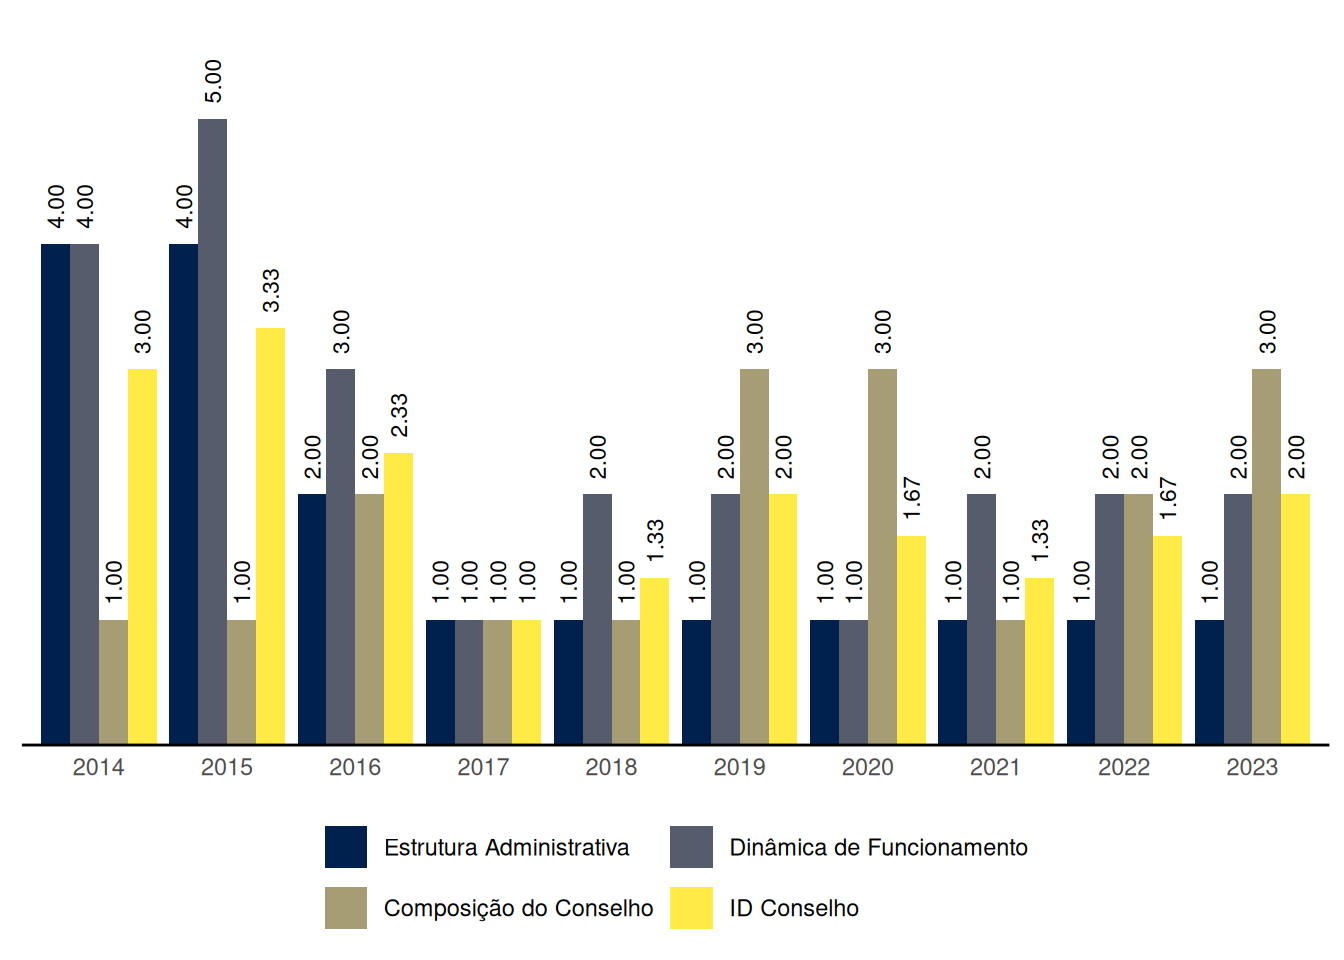 5.00
4.00 4.00 4.00
3.33
3.00 3.00 3.00 3.00 3.00
2.33
2.00 2.00 2.00 2.00 2.00 2.00 2.00 2.00 2.00 2.00
1.67 1.67
1.33 1.33
1.00 1.00 1.00 1.00 1.00 1.00 1.00 1.00 1.00 1.00 1.00 1.00 1.00 1.00 1.00
2014 2015 2016 2017 2018 2019 2020 2021 2022 2023
Estrutura Administrativa Dinâmica de Funcionamento
Composição do Conselho ID Conselho